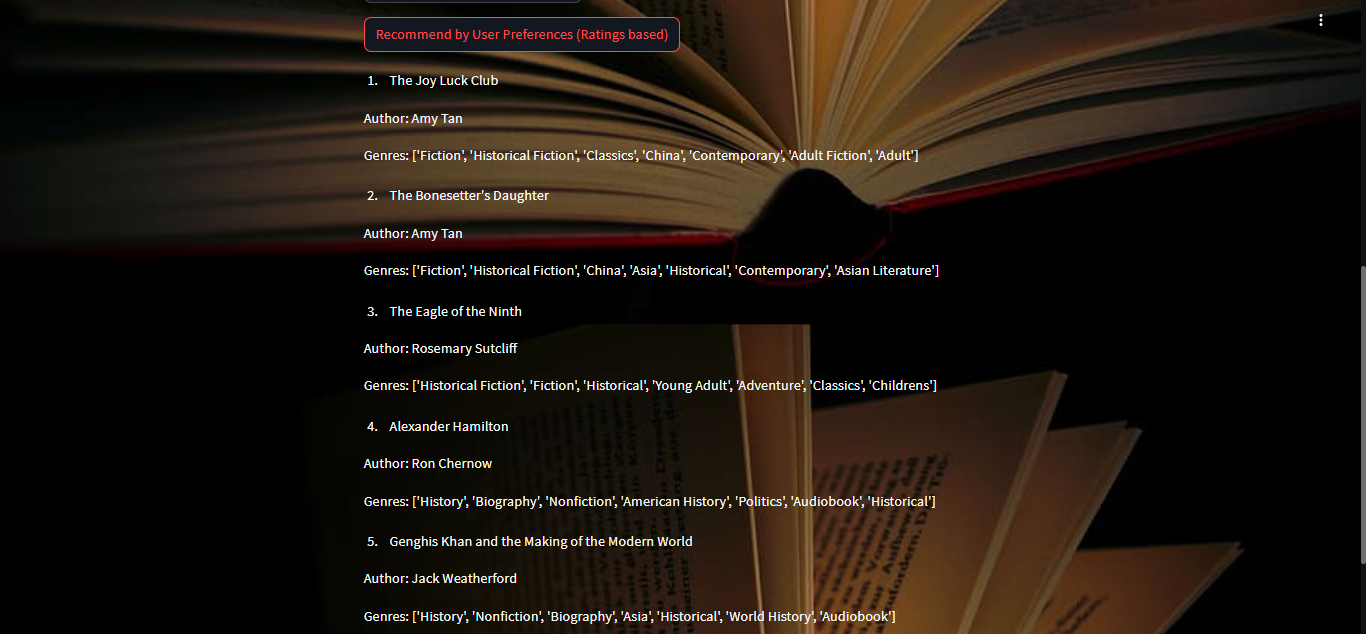 Recommend by User Preferences (Ratings based)
1. The Joy Luck Club
Author: Amy Tan
Genres: ['Fiction', 'Historical Fiction', 'Classics', 'China', 'Contemporary', 'Adult Fiction', 'Adult']
2. The Bonesetter's Daughter
Author: Amy Tan
Genres: ['Fiction', 'Historical Fiction', 'China', 'Asia', 'Historical', 'Contemporary', 'Asian Literature']
3. The Eagle of the Ninth
Author: Rosemary Sutcliff
Genres: ['Historical Fiction', 'Fiction', 'Historical', 'Young Adult', 'Adventure', 'Classics', 'Childrens']
4. Alexander Hamilton
Author: Ron Chernow
Genres: ['History', 'Biography', 'Nonfiction', 'American History', 'Politics', 'Audiobook', 'Historical']
5. Genghis Khan and the Making of the Modern World
Author: Jack Weatherford
Genres: ['History', 'Nonfiction', 'Biography', 'Asia', 'Historical', 'World History', 'Audiobook']